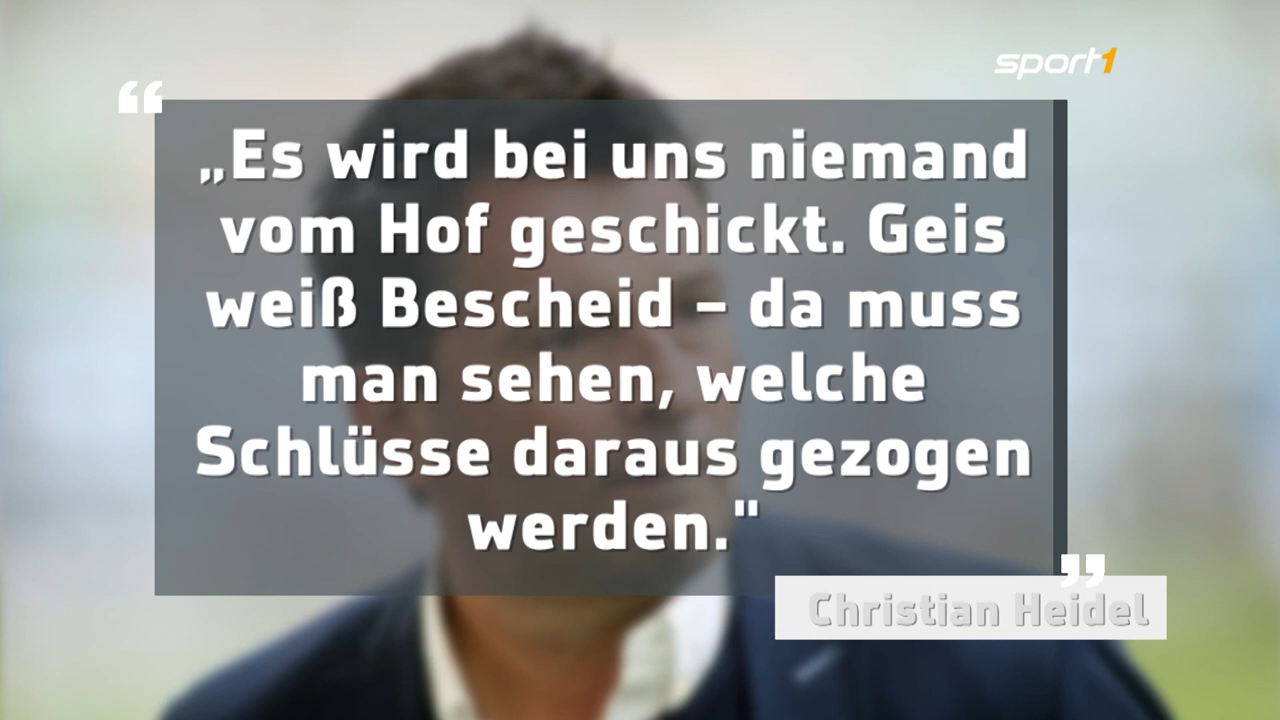 sport1
„Es wird bei uns niemand
vom Hof geschickt. Geis
weiß Bescheid – da muss
man sehen, welche
Schlüsse daraus gezogen
werden."
Christian Heidel